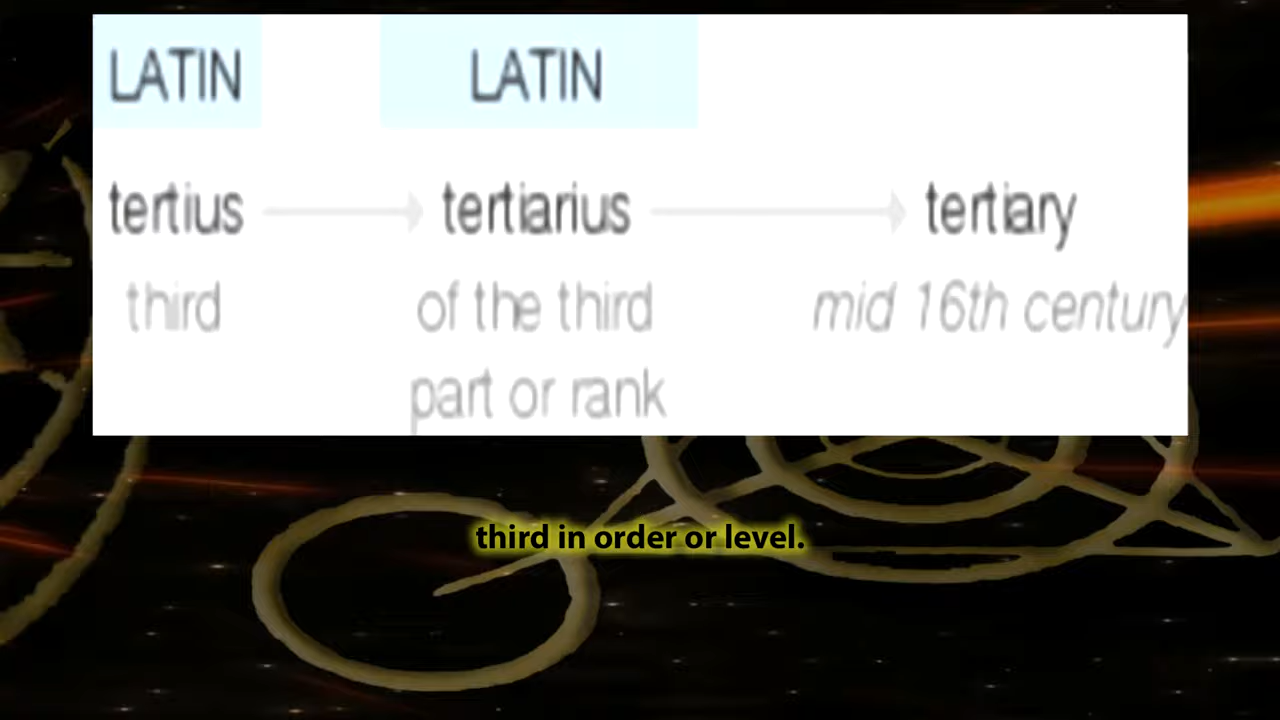 LATIN LATIN
tertius tertiarius tertiary
third of the third mid 16th century
part or rank
third in order or level.